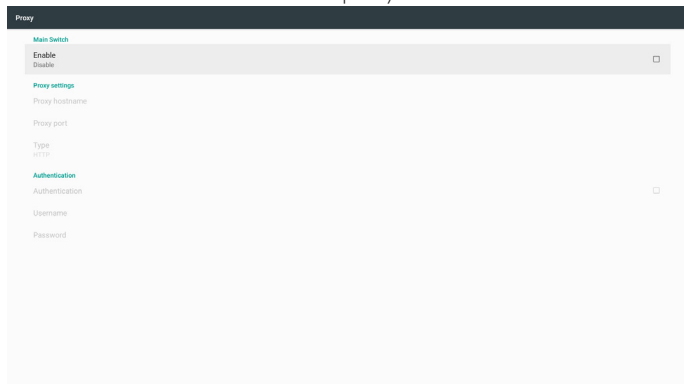 Proxy
Main Switch
Enable
Disable
Proxy settings
Proxy hostname
Proxy port
Type
HTTP
Authentication
Authentication
Username
Password